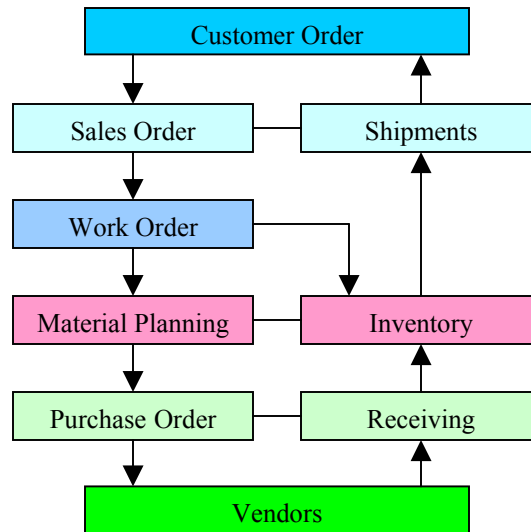 Customer Order
Sales Order
Shipments
Work Order
Material Planning
Inventory
Purchase Order
Receiving
Vendors